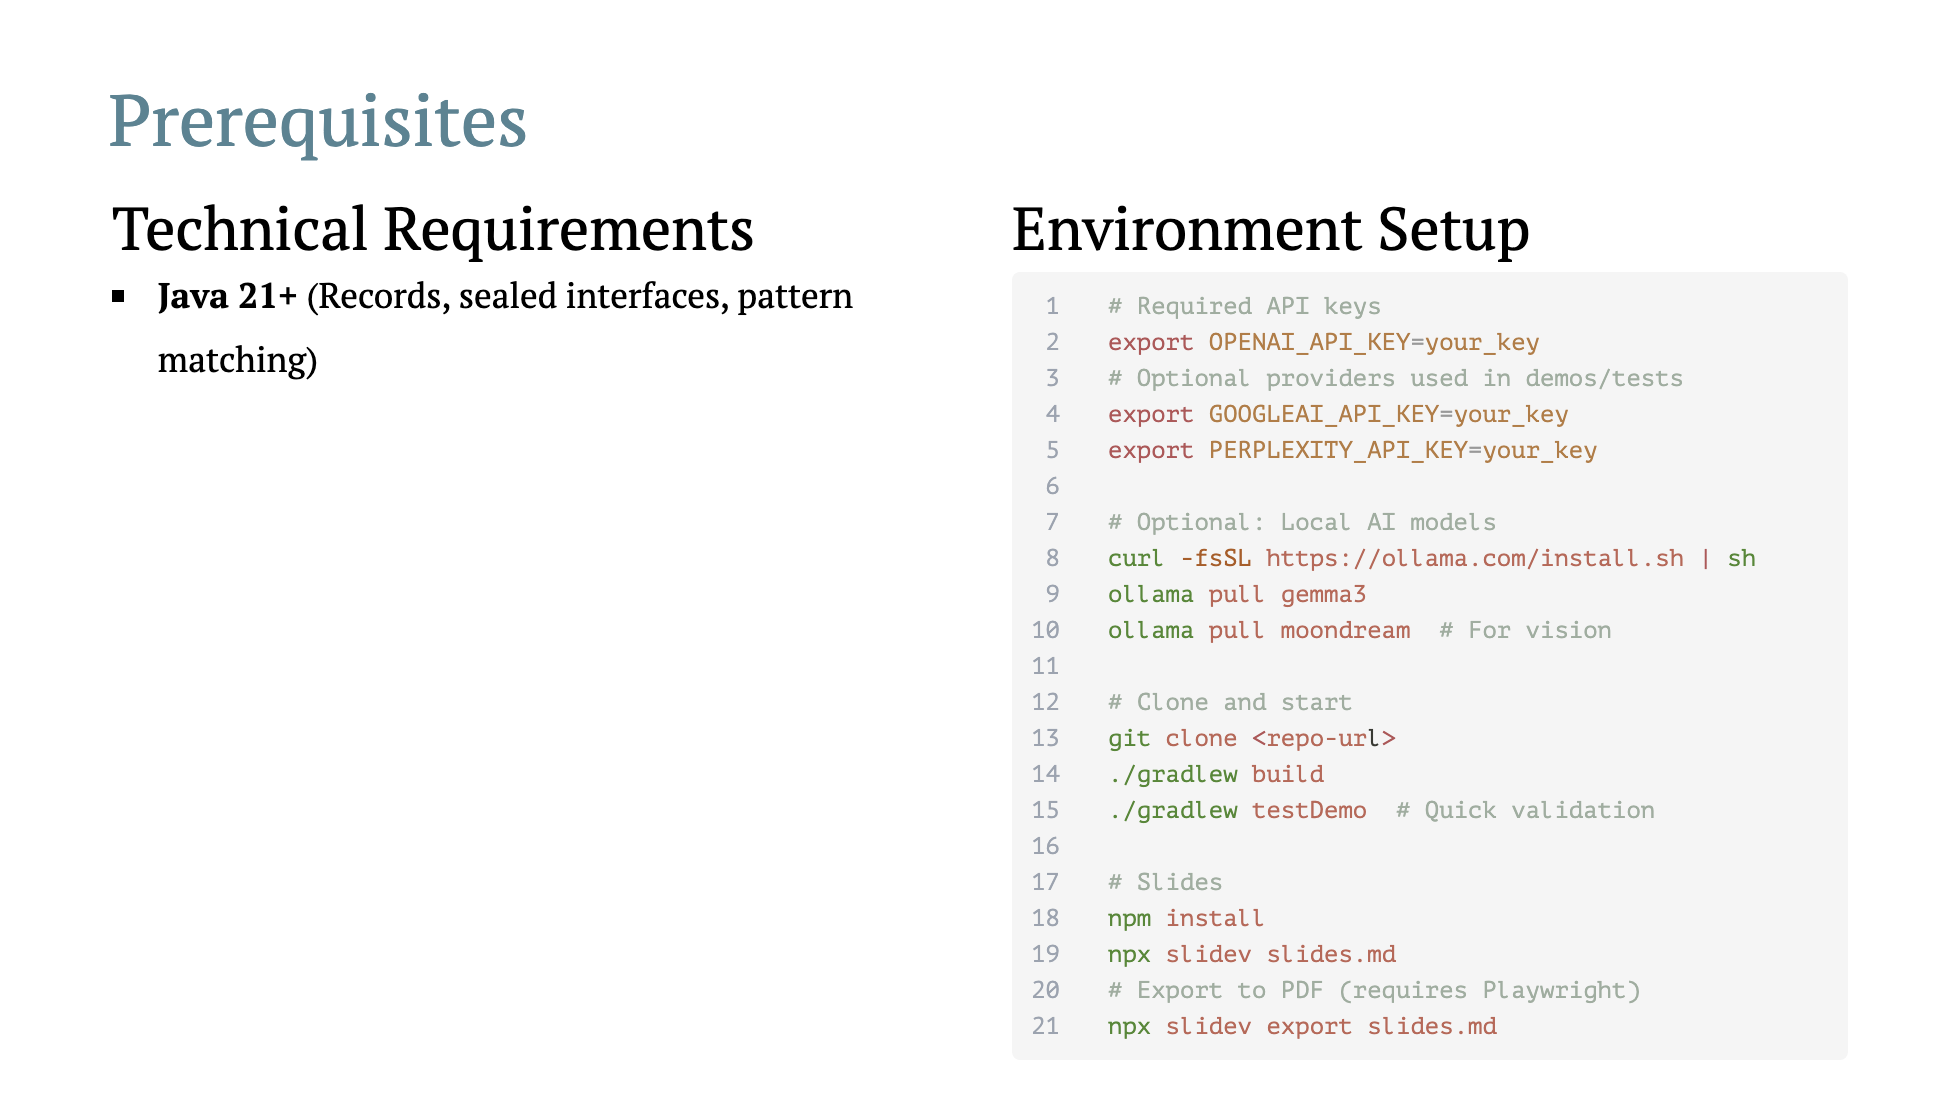 Prerequisites
Technical Requirements
▪ Java 21+ (Records, sealed interfaces, pattern
matching)
Environment Setup
1 # Required API keys
2 export OPENAI_API_KEY=your_key
3 # Optional providers used in demos/tests
4 export GOOGLEAI_API_KEY=your_key
5 export PERPLEXITY_API_KEY=your_key
6
7 # Optional: Local AI models
8 curl -fsSL https://ollama.com/install.sh | sh
9 ollama pull gemma3
10 ollama pull moondream  # For vision
11
12 # Clone and start
13 git clone <repo-url>
14 ./gradlew build
15 ./gradlew testDemo  # Quick validation
16
17 # Slides
18 npm install
19 npx slidev slides.md
20 # Export to PDF (requires Playwright)
21 npx slidev export slides.md